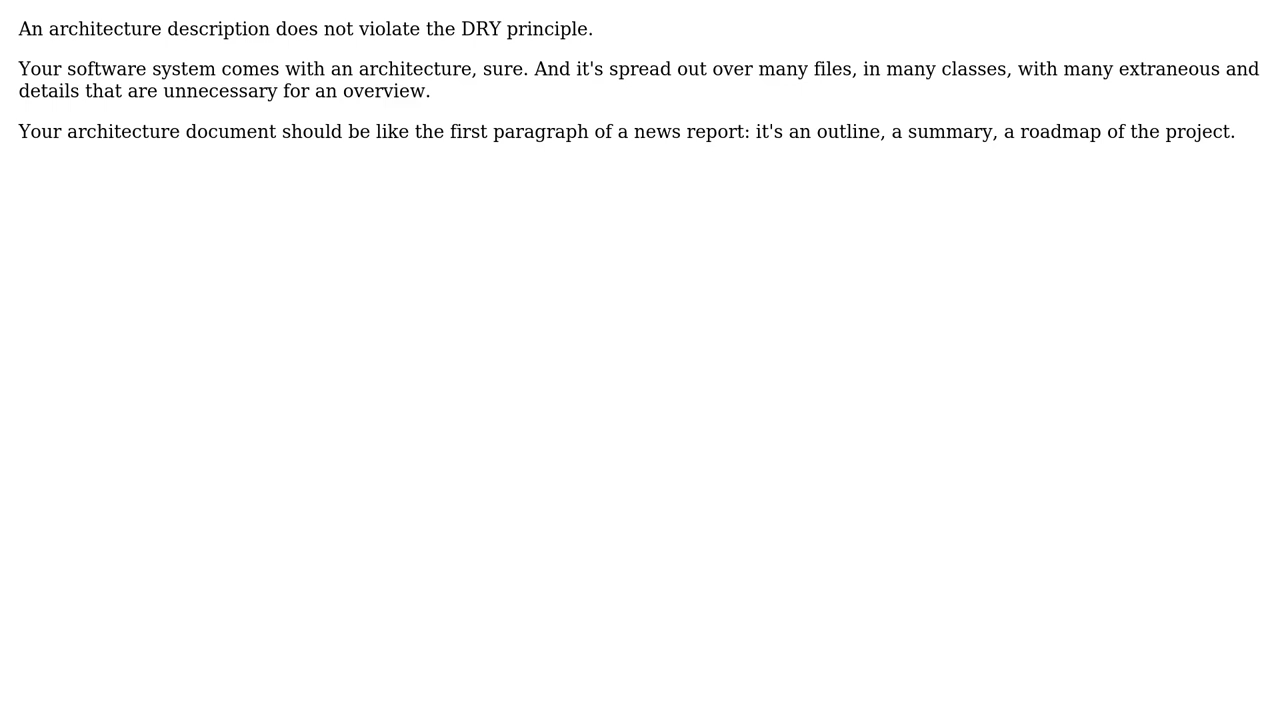 An architecture description does not violate the DRY principle.
Your software system comes with an architecture, sure. And it's spread out over many files, in many classes, with many extraneous and
details that are unnecessary for an overview.
Your architecture document should be like the first paragraph of a news report: it's an outline, a summary, a roadmap of the project.